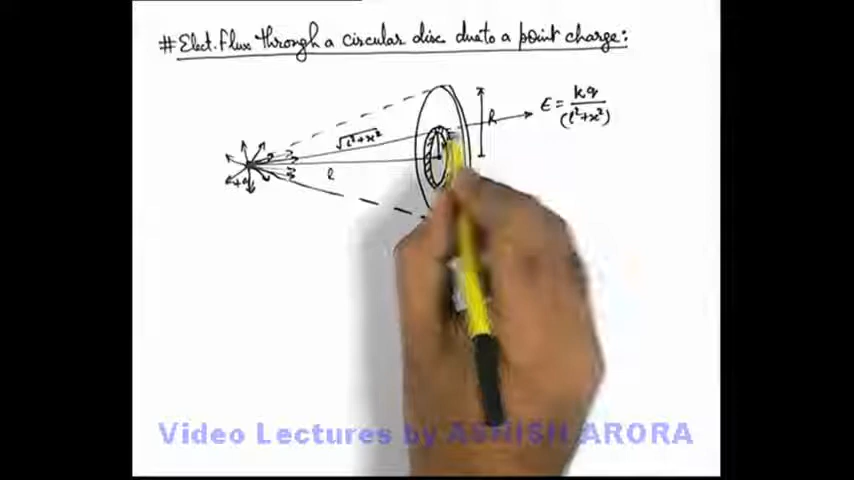 # Elect. Flux through a circular disc due to a point charge:
E = kq/(l²+x²)
R
√l²+x²
l
+q
Video Lectures by ASHISH ARORA